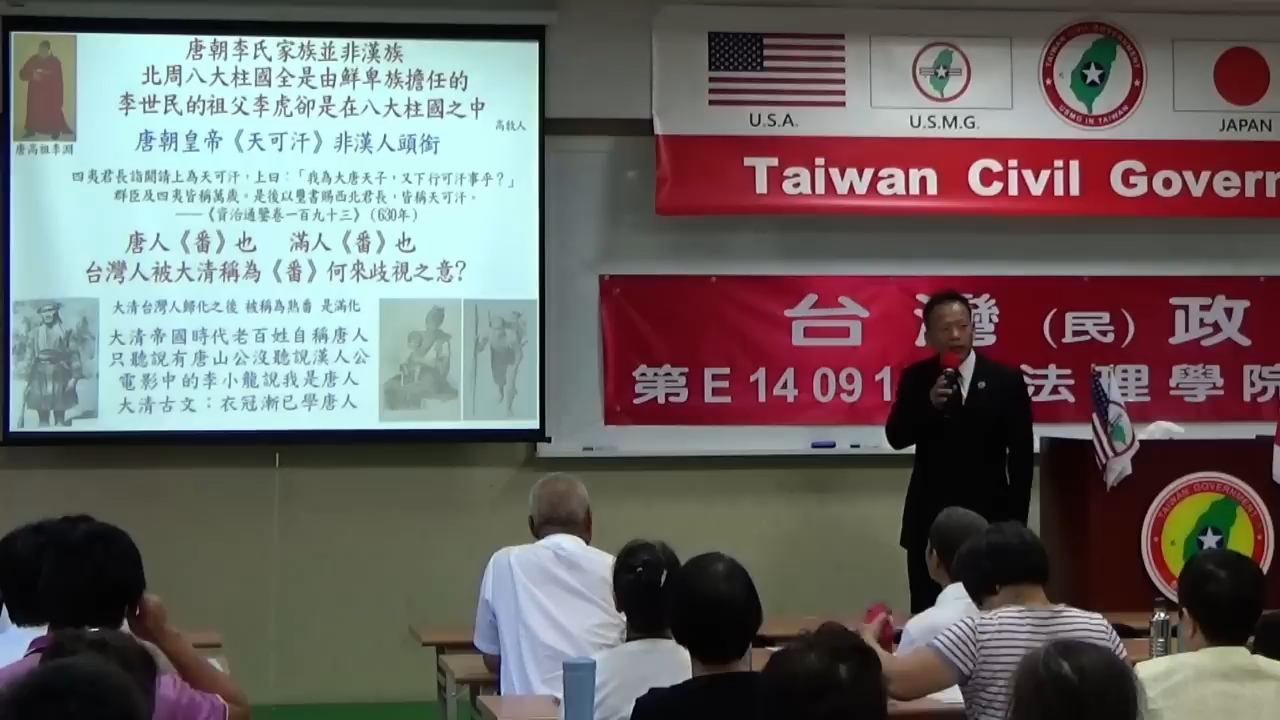 唐朝李氏家族並非漢族
北周八大柱國全是由鮮卑族擔任的
李世民的祖父李虎卻是在八大柱國之中
高牧人
唐高祖李淵
唐朝皇帝《天可汗》非漢人頭銜
四夷君長詣闕請上為天可汗，上曰：「我為大唐天子，又下行可汗事乎？」
群臣及四夷皆稱萬歲。是後以璽書賜西北君長，皆稱天可汗。
——《資治通鑒卷一百九十三》（630年）
唐人《番》也 滿人《番》也
台灣人被大清稱為《番》何來歧視之意？
大清台灣人歸化之後 被稱為熟番 是滿化
大清帝國時代老百姓自稱唐人
只聽說有唐山公沒聽說漢人公
電影中的李小龍說我是唐人
大清古文：衣冠漸已學唐人
U.S.A.
U.S.M.G.
TAIWAN CIVIL GOVERNMENT
USMG IN TAIWAN
JAPAN
Taiwan Civil Govern
台灣（民）政
第E 14 09 1 法理學院
TAIWAN GOVERNMENT